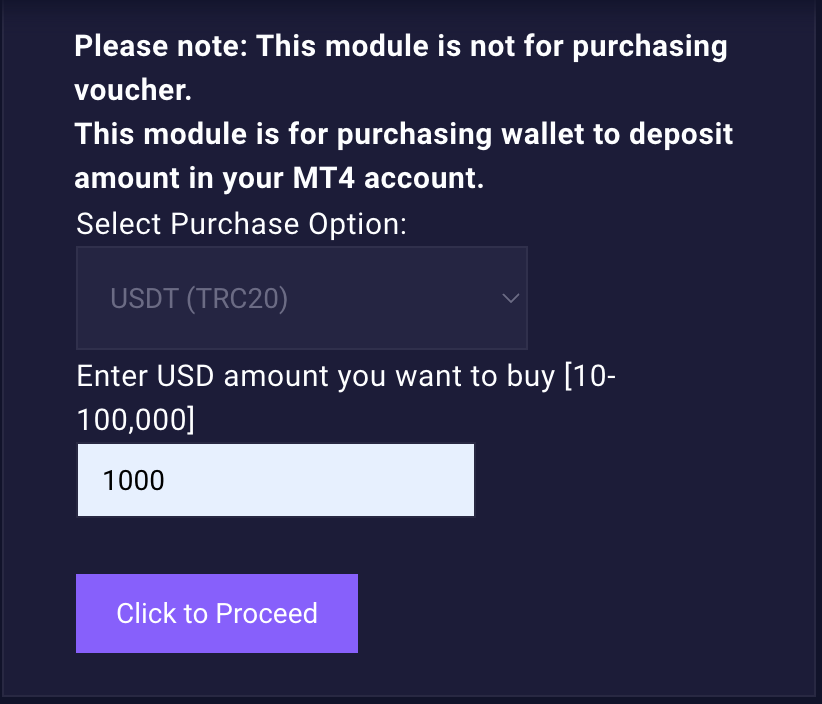 Please note: This module is not for purchasing
voucher.
This module is for purchasing wallet to deposit
amount in your MT4 account.
Select Purchase Option:
USDT (TRC20)
Enter USD amount you want to buy [10-
100,000]
1000
Click to Proceed